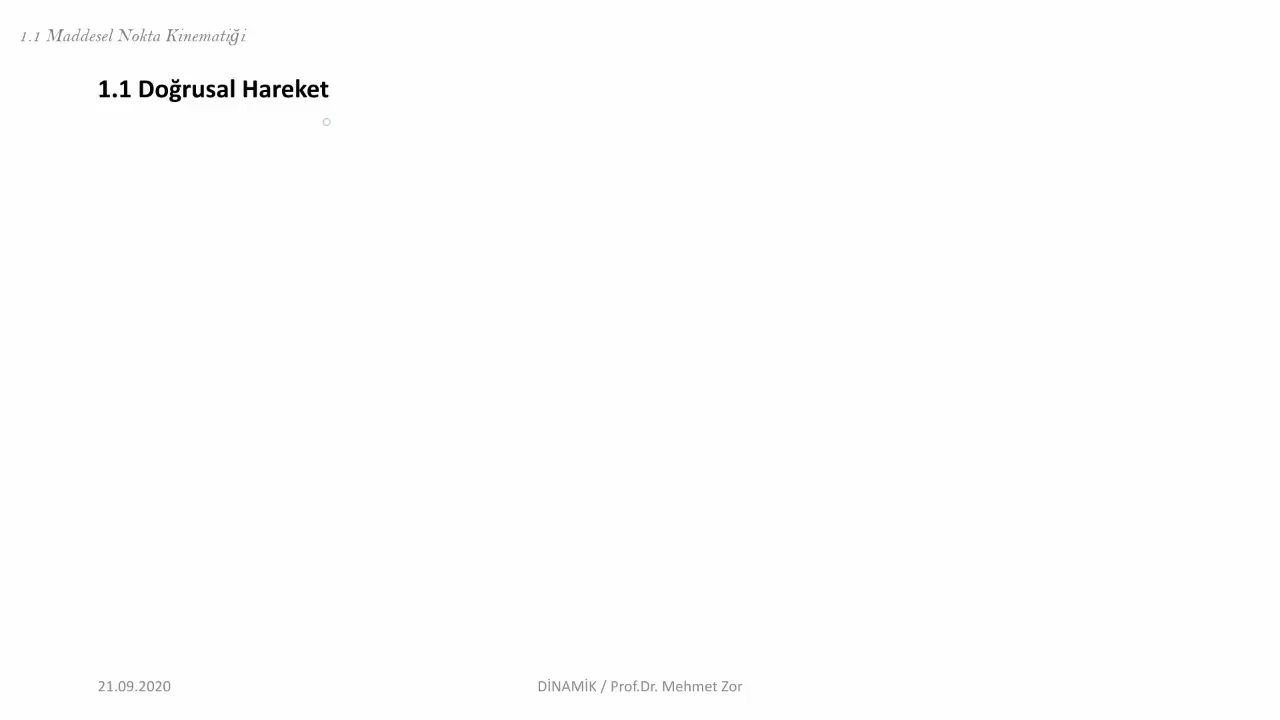 1.1 Maddesel Nokta Kinematiği
1.1 Doğrusal Hareket
21.09.2020
DİNAMİK / Prof.Dr. Mehmet Zor